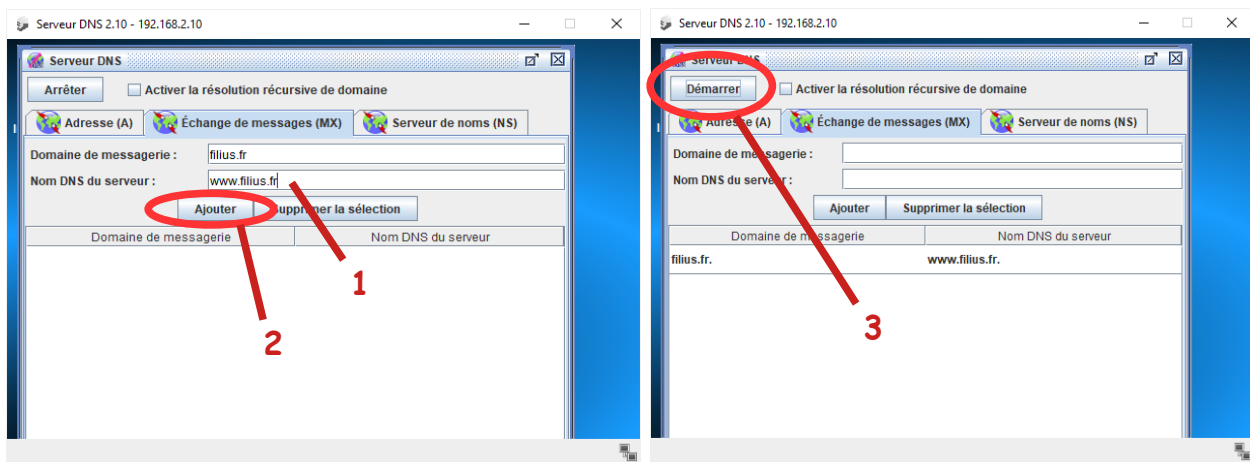 Serveur DNS 2.10 - 192.168.2.10
Serveur DNS
Arrêter Activer la résolution récursive de domaine
Adresse (A) Échange de messages (MX) Serveur de noms (NS)
Domaine de messagerie : filius.fr
Nom DNS du serveur : www.filius.fr
Ajouter Supprimer la sélection
Domaine de messagerie Nom DNS du serveur
1
2
Serveur DNS 2.10 - 192.168.2.10
Serveur DNS
Démarrer Activer la résolution récursive de domaine
Adresse (A) Échange de messages (MX) Serveur de noms (NS)
Domaine de messagerie :
Nom DNS du serveur :
Ajouter Supprimer la sélection
Domaine de messagerie Nom DNS du serveur
filius.fr. www.filius.fr.
3